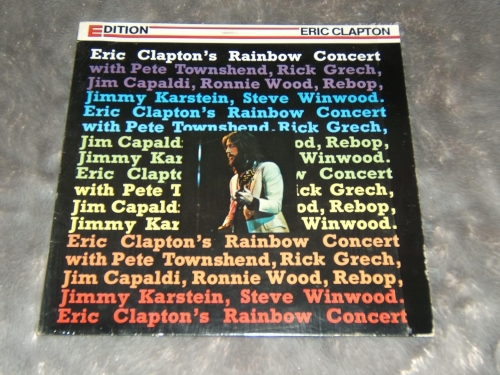 EDITION ERIC CLAPTON
Eric Clapton's Rainbow Concert
with Pete Townshend, Rick Grech,
Jim Capaldi, Ronnie Wood, Rebop,
Jimmy Karstein, Steve Winwood.
Eric Clapton's Rainbow Concert
with Pete Townshend, Rick Grech,
Jim Capaldi od, Rebop,
Jimmy Kar Winwood.
Eric Clapto Concert
with Pete T ick Grech,
Jim Capald od, Rebop,
Jimmy Kar Winwood.
Eric Clapton's Rainbow Concert
with Pete Townshend, Rick Grech,
Jim Capaldi, Ronnie Wood, Rebop,
Jimmy Karstein, Steve Winwood.
Eric Clapton's Rainbow Concert